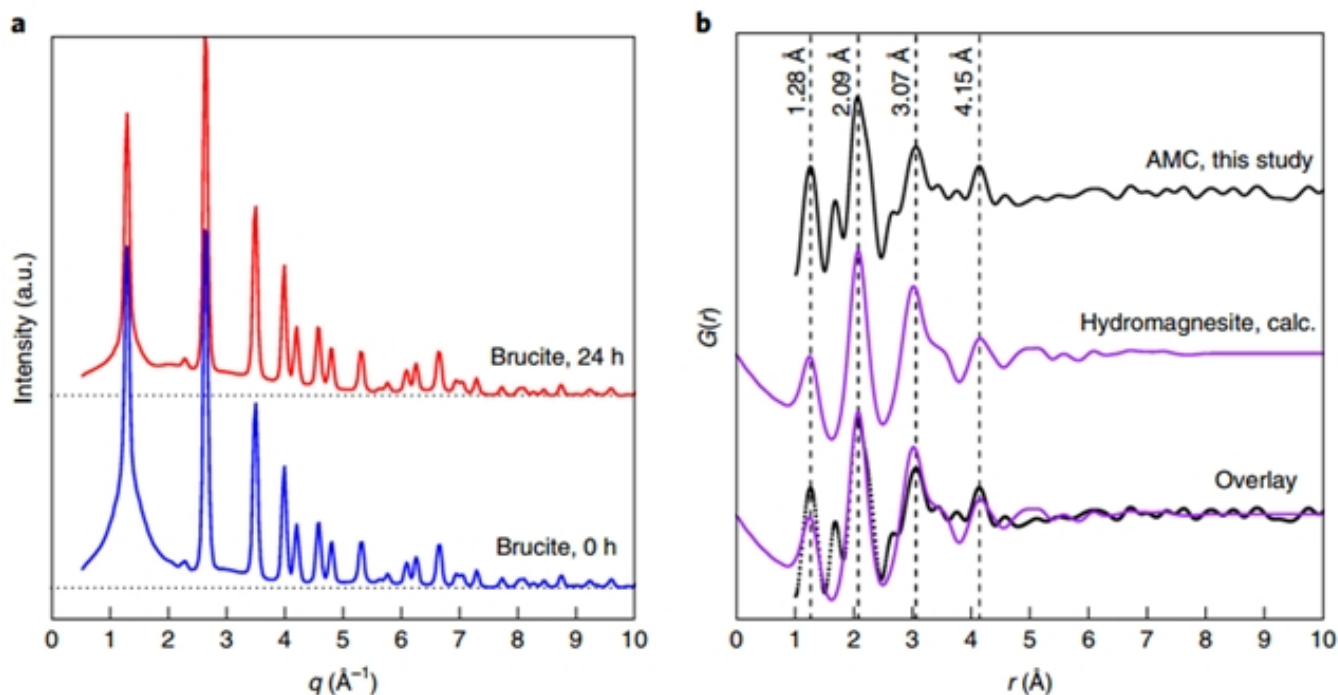 a
Intensity (a.u.)
Brucite, 24 h
Brucite, 0 h
0 1 2 3 4 5 6 7 8 9 10
q (Å⁻¹)
b
1.28 Å
2.09 Å
3.07 Å
4.15 Å
G(r)
AMC, this study
Hydromagnesite, calc.
Overlay
0 1 2 3 4 5 6 7 8 9 10
r (Å)